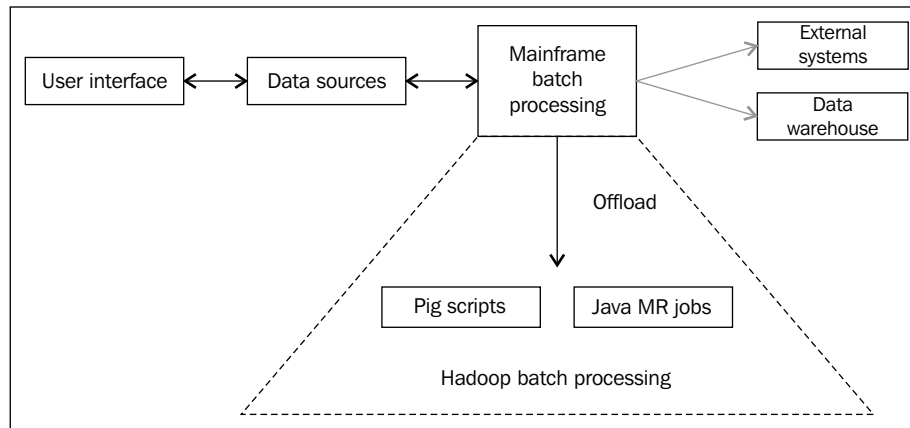 User interface
Data sources
Mainframe
batch
processing
External
systems
Data
warehouse
Offload
Pig scripts
Java MR jobs
Hadoop batch processing